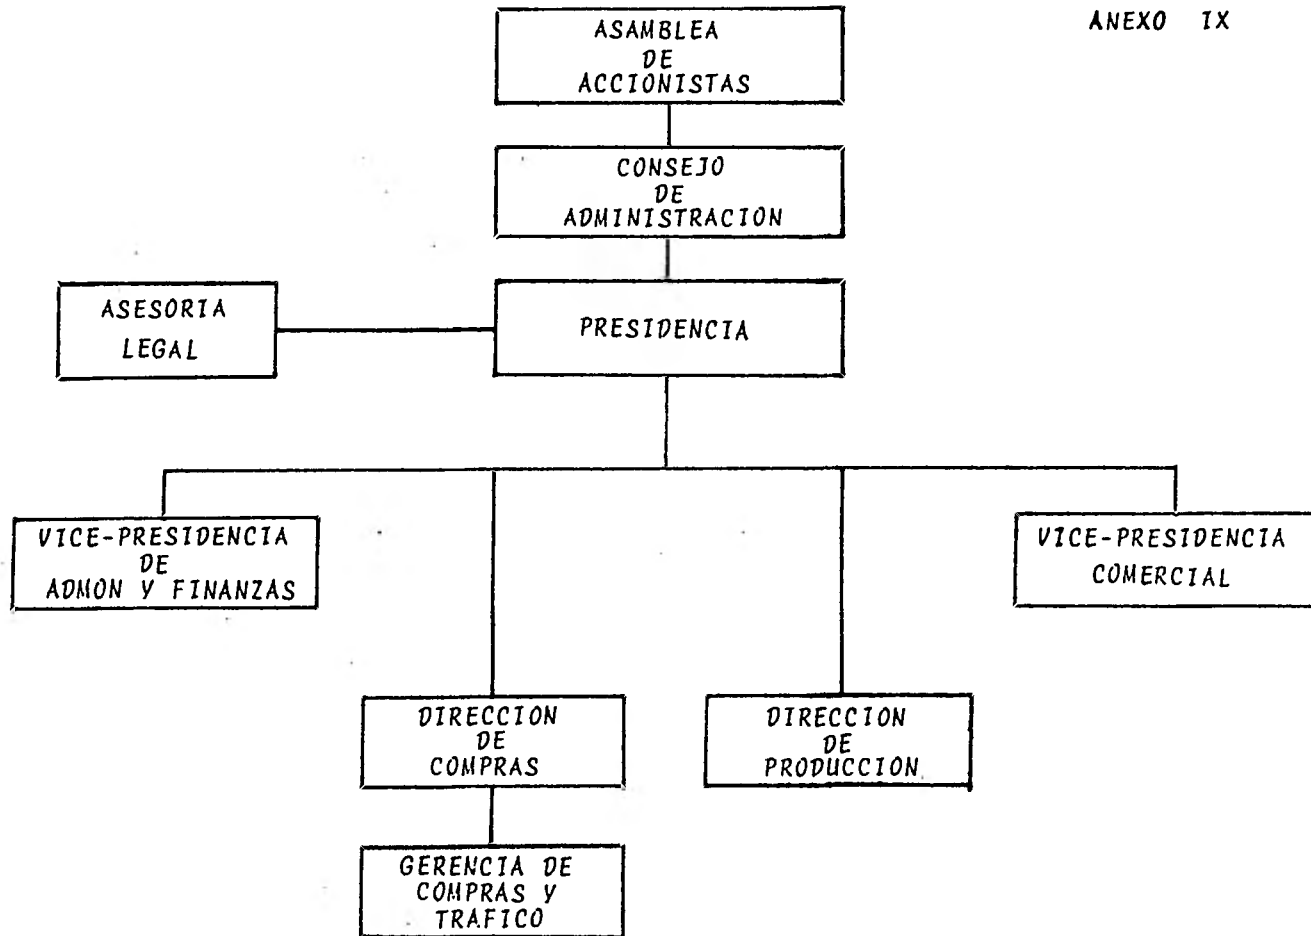 ANEXO IX
ASAMBLEA
DE
ACCIONISTAS
CONSEJO
DE
ADMINISTRACION
ASESORIA
LEGAL
PRESIDENCIA
VICE-PRESIDENCIA
DE
ADMON Y FINANZAS
VICE-PRESIDENCIA
COMERCIAL
DIRECCION
DE
COMPRAS
DIRECCION
DE
PRODUCCION
GERENCIA DE
COMPRAS Y
TRAFICO